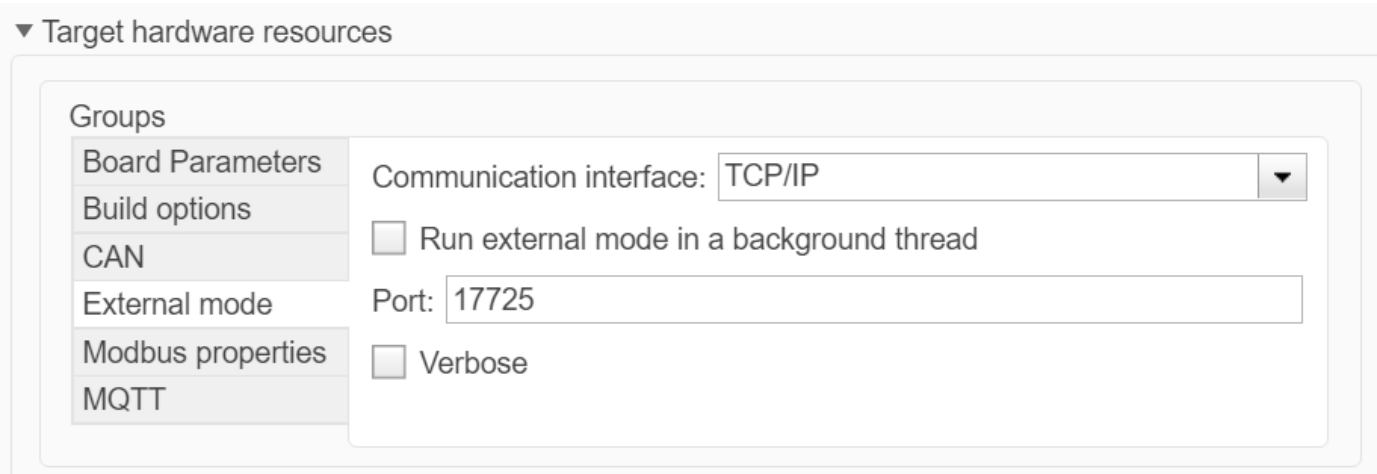 Target hardware resources
Groups
Board Parameters
Build options
CAN
External mode
Modbus properties
MQTT
Communication interface: TCP/IP
Run external mode in a background thread
Port: 17725
Verbose